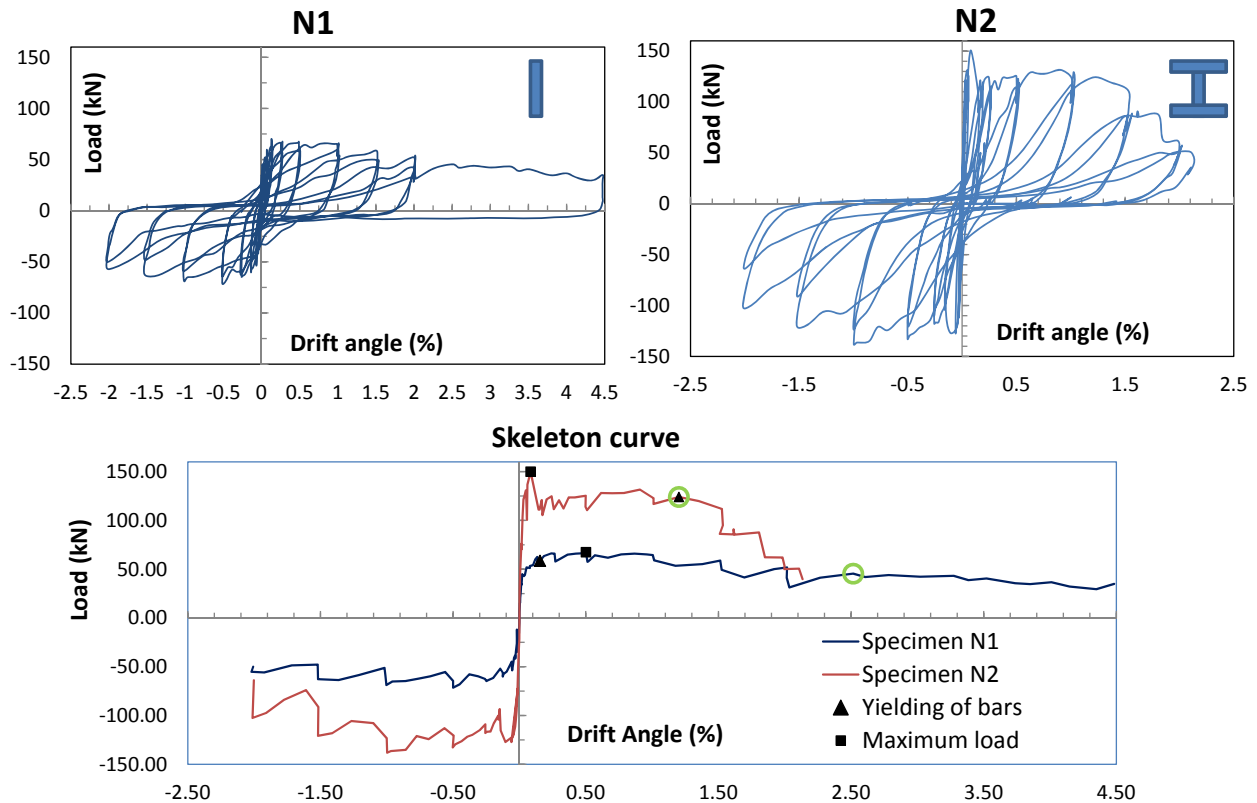 N1
150
100
50
0
-50
-100
-150
Load (kN)
Drift angle (%)
-2.5 -2 -1.5 -1 -0.5 0 0.5 1 1.5 2 2.5 3 3.5 4 4.5
N2
150
100
50
0
-50
-100
-150
Load (kN)
Drift angle (%)
-2.5 -1.5 -0.5 0.5 1.5 2.5
Skeleton curve
150.00
100.00
50.00
0.00
-50.00
-100.00
-150.00
Load (kN)
Specimen N1
Specimen N2
Yielding of bars
Maximum load
Drift Angle (%)
-2.50 -1.50 -0.50 0.50 1.50 2.50 3.50 4.50